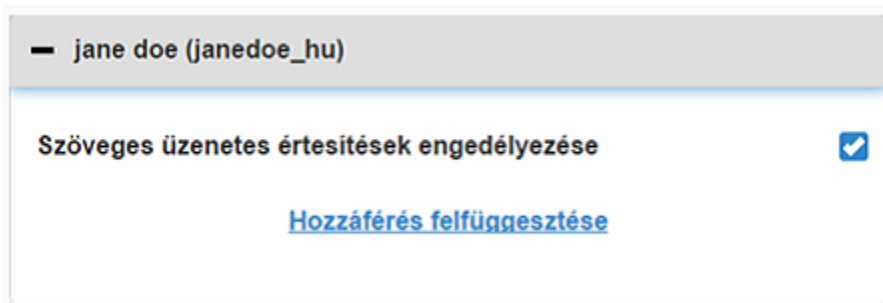 jane doe (janedoe_hu)
Szöveges üzenetes értesítések engedélyezése
Hozzáférés felfüggesztése